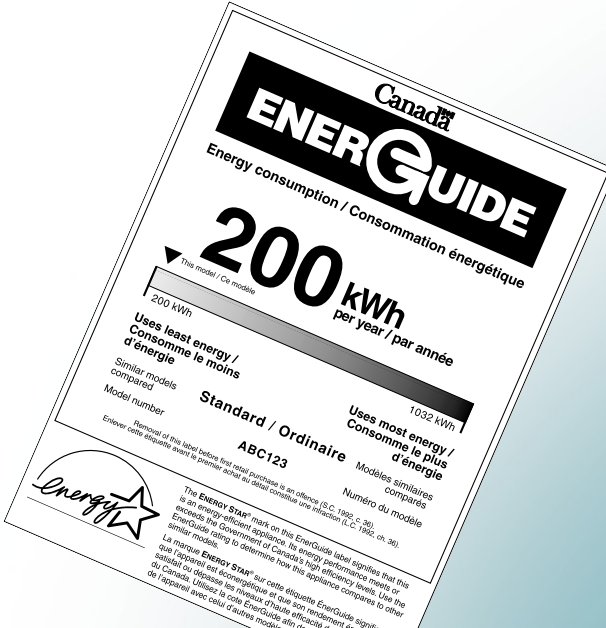 Canada
ENERGUIDE
Energy consumption / Consommation énergétique
200 kWh
per year / par année
This model / Ce modèle
200 kWh
1032 kWh
Uses least energy /
Consomme le moins
d'énergie
Uses most energy /
Consomme le plus
d'énergie
Similar models
compared
Standard / Ordinaire
Modèles similaires
comparés
Model number
ABC123
Numéro du modèle
Removal of this label before first retail purchase is an offence (S.C. 1992, c. 36).
Enlever cette étiquette avant le premier achat au détail constitue une infraction (L.C. 1992, ch. 36).
energy
The ENERGY STAR® mark on this EnerGuide label signifies that this
is an energy-efficient appliance. Its energy performance meets or
exceeds the Government of Canada's high efficiency levels. Use the
EnerGuide rating to determine how this appliance compares to other
similar models.
La marque ENERGY STAR® sur cette étiquette ÉnerGuide signifie
que l'appareil est éconergétique et que son rendement
satisfait ou dépasse les niveaux d'haute efficacité
du Canada. Utilisez la cote ÉnerGuide afin de
de l'appareil avec celui d'autres